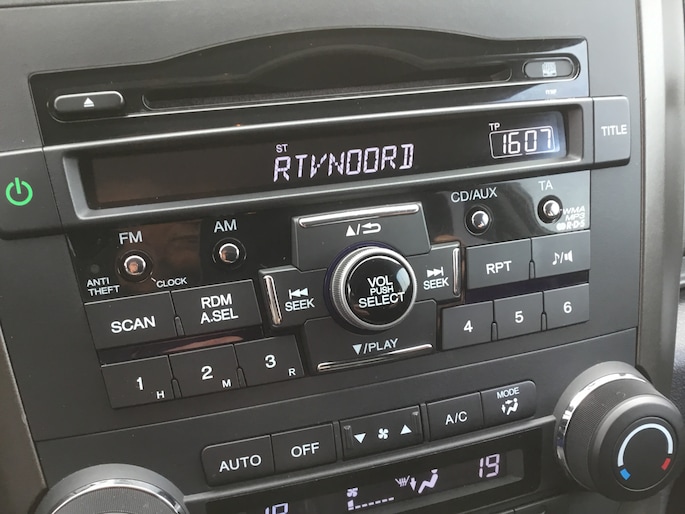 ST
RTVNOORD
TP
1607
TITLE
FM
AM
CD/AUX
TA
WMA
MP3
R·D·S
ANTI
THEFT
CLOCK
SCAN
RDM
A.SEL
SEEK
VOL
PUSH
SELECT
SEEK
RPT
/PLAY
1
H
2
M
3
R
4
5
6
AUTO
OFF
A/C
MODE
19